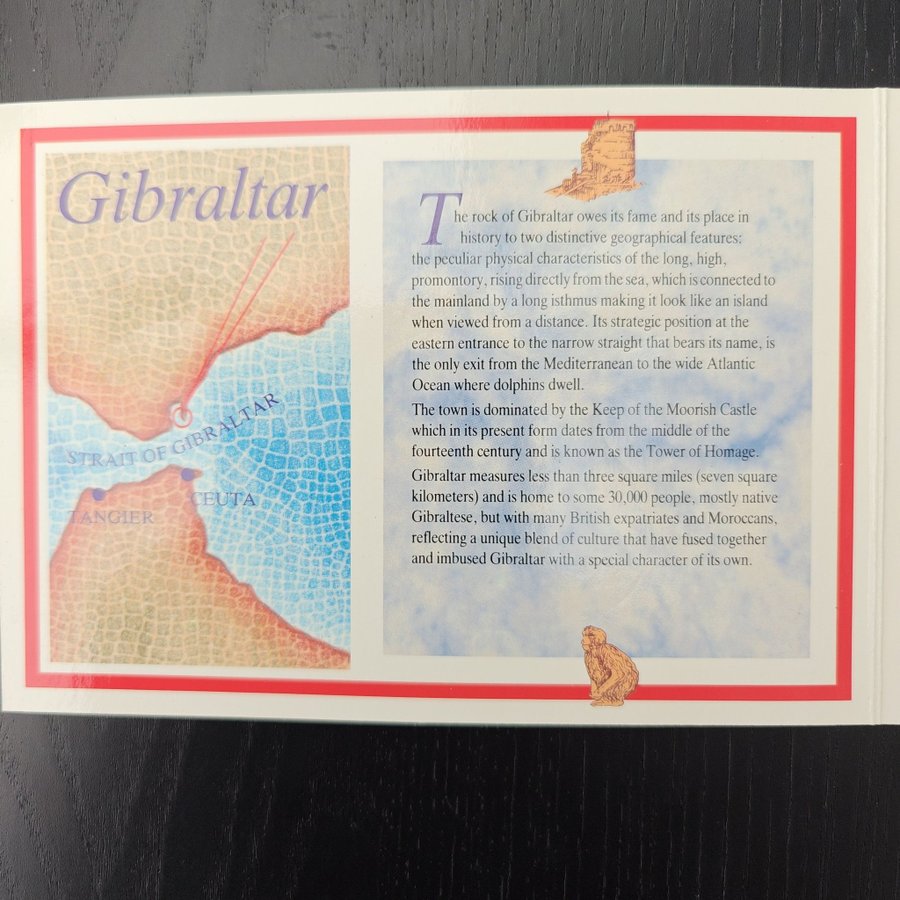 Gibraltar
STRAIT OF GIBRALTAR
CEUTA
TANGIER
The rock of Gibraltar owes its fame and its place in
history to two distinctive geographical features:
the peculiar physical characteristics of the long, high,
promontory, rising directly from the sea, which is connected to
the mainland by a long isthmus making it look like an island
when viewed from a distance. Its strategic position at the
eastern entrance to the narrow straight that bears its name, is
the only exit from the Mediterranean to the wide Atlantic
Ocean where dolphins dwell.
The town is dominated by the Keep of the Moorish Castle
which in its present form dates from the middle of the
fourteenth century and is known as the Tower of Homage.
Gibraltar measures less than three square miles (seven square
kilometers) and is home to some 30,000 people, mostly native
Gibraltese, but with many British expatriates and Moroccans,
reflecting a unique blend of culture that have fused together
and imbused Gibraltar with a special character of its own.